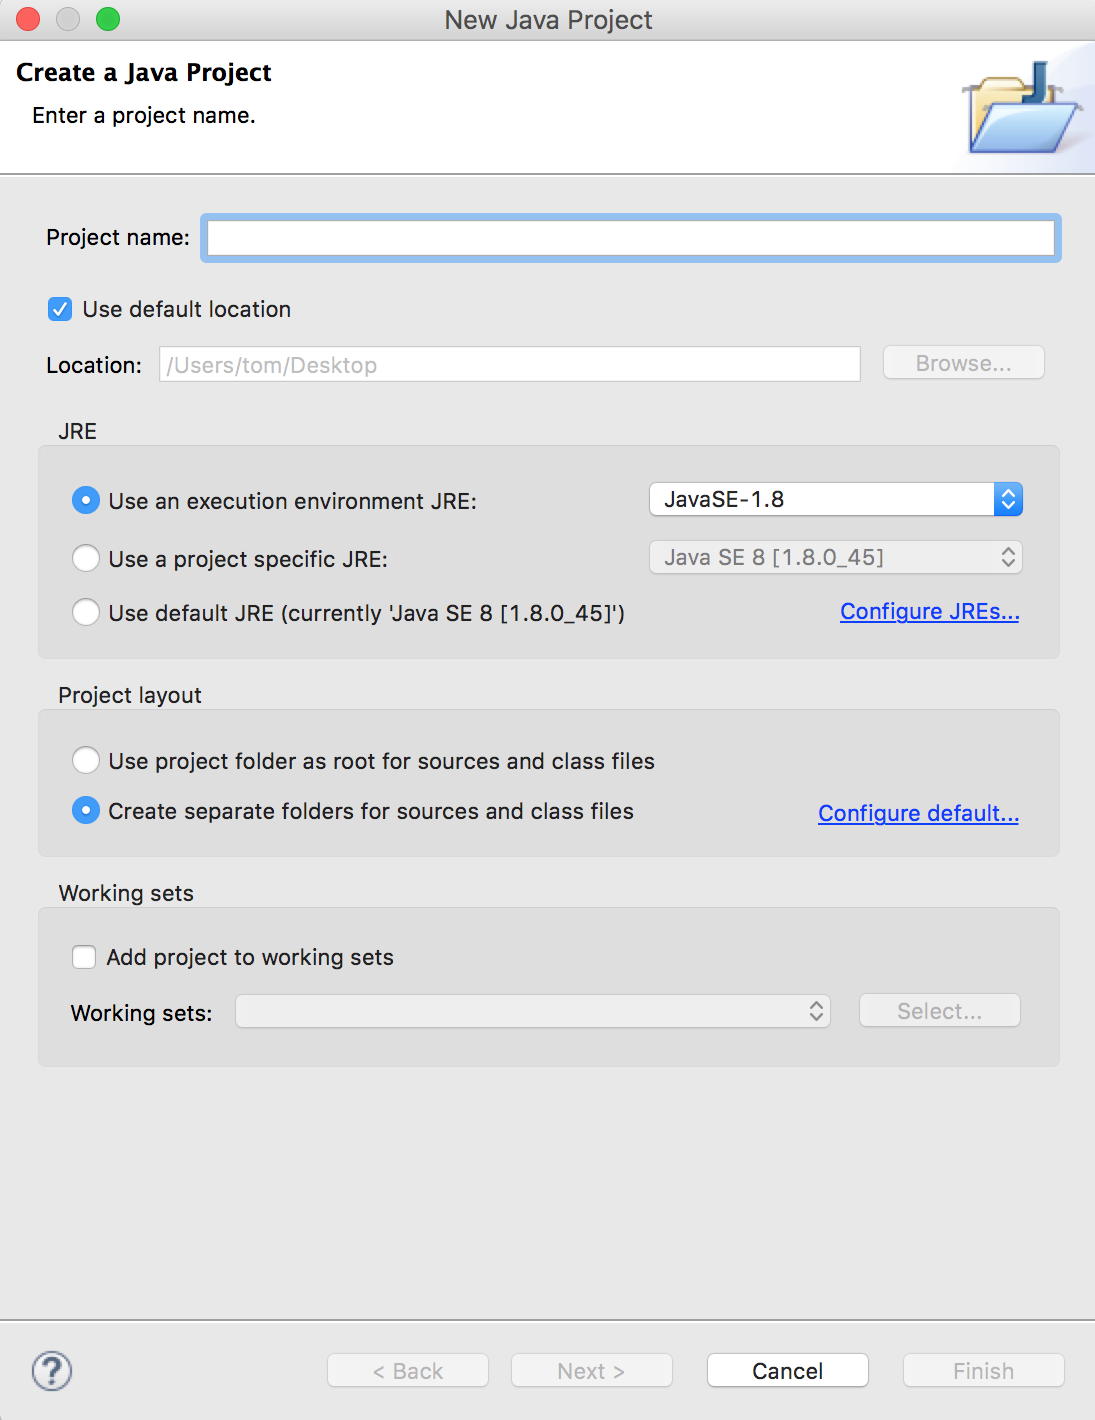 New Java Project
Create a Java Project
Enter a project name.
Project name:
Use default location
Location: /Users/tom/Desktop Browse...
JRE
Use an execution environment JRE: JavaSE-1.8
Use a project specific JRE: Java SE 8 [1.8.0_45]
Use default JRE (currently 'Java SE 8 [1.8.0_45]') Configure JREs...
Project layout
Use project folder as root for sources and class files
Create separate folders for sources and class files Configure default...
Working sets
Add project to working sets
Working sets: Select...
? < Back Next > Cancel Finish